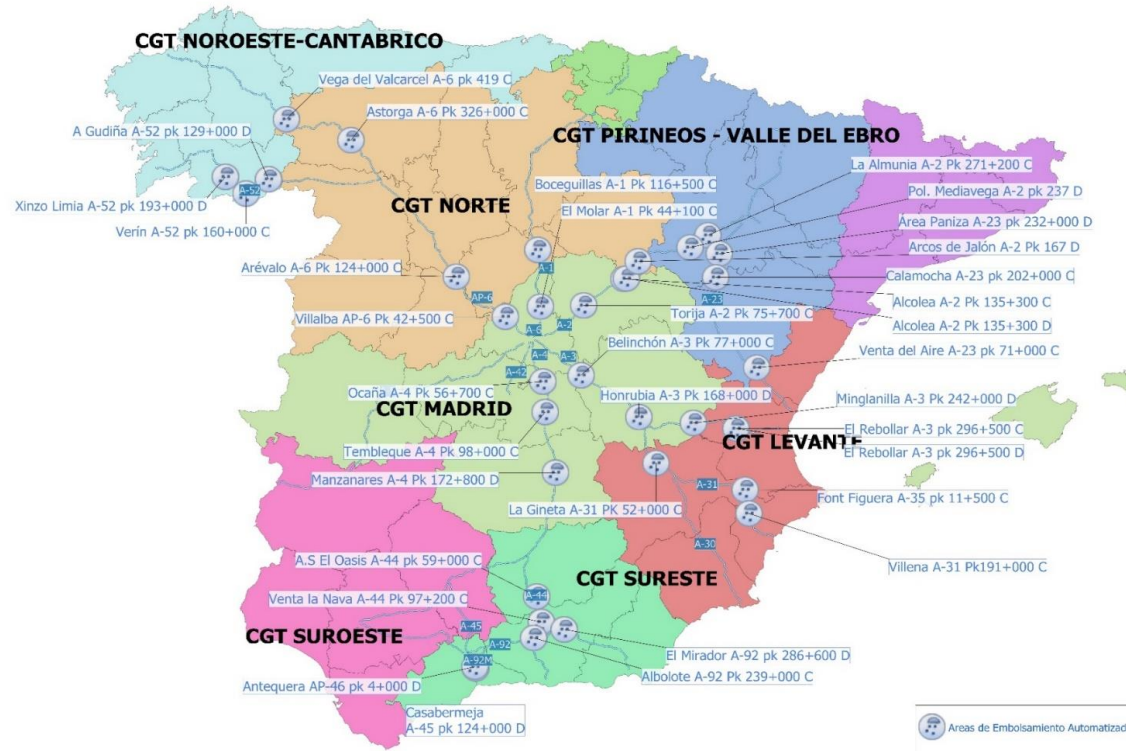 CGT NOROESTE-CANTABRICO
Vega del Valcarcel A-6 pk 419 C
Astorga A-6 Pk 326+000 C
A Gudiña A-52 pk 129+000 D
CGT PIRINEOS - VALLE DEL EBRO
La Almunia A-2 Pk 271+200 C
Boceguillas A-1 Pk 116+500 C
Pol. Mediavega A-2 pk 237 D
A-52
Xinzo Limia A-52 pk 193+000 D
CGT NORTE
El Molar A-1 Pk 44+100 C
Area Paniza A-23 pk 232+000 D
Verín A-52 pk 160+000 C
Arcos de Jalón A-2 Pk 167 D
Arévalo A-6 Pk 124+000 C
A-1
Calamocha A-23 pk 202+000 C
AP-6
A-23
Alcolea A-2 Pk 135+300 C
Villalba AP-6 Pk 42+500 C
A-6
A-2
Torija A-2 Pk 75+700 C
Alcolea A-2 Pk 135+300 D
Belinchón A-3 Pk 77+000 C
A-4
A-3
Venta del Aire A-23 pk 71+000 C
A-42
Ocaña A-4 Pk 56+700 C
Honrubia A-3 Pk 168+000 D
Minglanilla A-3 Pk 242+000 D
CGT MADRID
El Rebollar A-3 pk 296+500 C
CGT LEVANTE
El Rebollar A-3 pk 296+500 D
Tembleque A-4 Pk 98+000 C
Manzanares A-4 Pk 172+800 D
A-31
Font Figuera A-35 pk 11+500 C
La Gineta A-31 PK 52+000 C
A-30
A.S El Oasis A-44 pk 59+000 C
Villena A-31 Pk191+000 C
CGT SURESTE
Venta la Nava A-44 Pk 97+200 C
A-44
CGT SUROESTE
A-45
A-92
El Mirador A-92 pk 286+600 D
A-92M
Albolote A-92 Pk 239+000 C
Antequera AP-46 pk 4+000 D
Casabermeja
A-45 pk 124+000 D
Areas de Embolsamiento